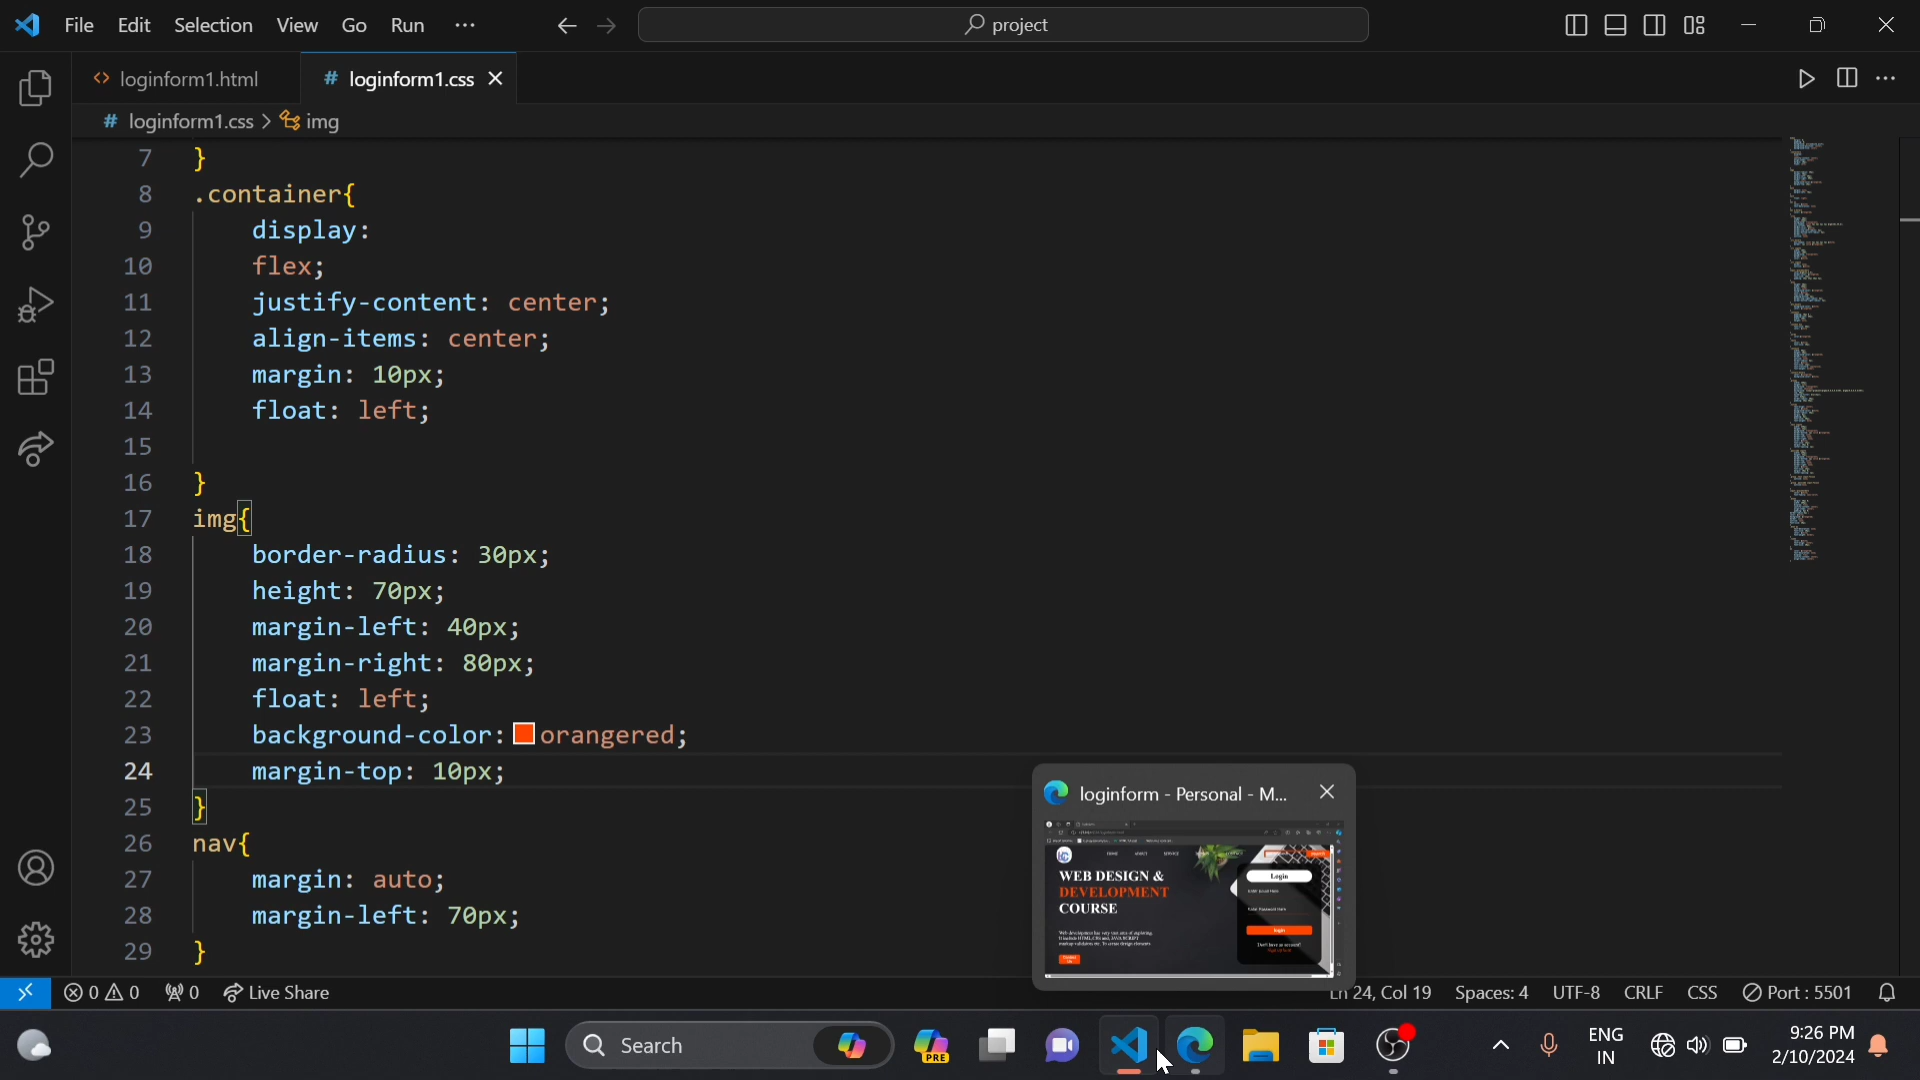 File Edit Selection View Go Run ··· project
loginform1.html # loginform1.css
# loginform1.css > img
7 }
8 .container{
9 display:
10 flex;
11 justify-content: center;
12 align-items: center;
13 margin: 10px;
14 float: left;
15
16 }
17 img{
18 border-radius: 30px;
19 height: 70px;
20 margin-left: 40px;
21 margin-right: 80px;
22 float: left;
23 background-color: orangered;
24 margin-top: 10px;
25 }
26 nav{
27 margin: auto;
28 margin-left: 70px;
29 }
loginform - Personal - M...
WEB DESIGN &
DEVELOPMENT
COURSE
Login
0 0 0 Live Share Ln 24, Col 19 Spaces: 4 UTF-8 CRLF CSS Port : 5501
Search PRE ENG IN 9:26 PM 2/10/2024